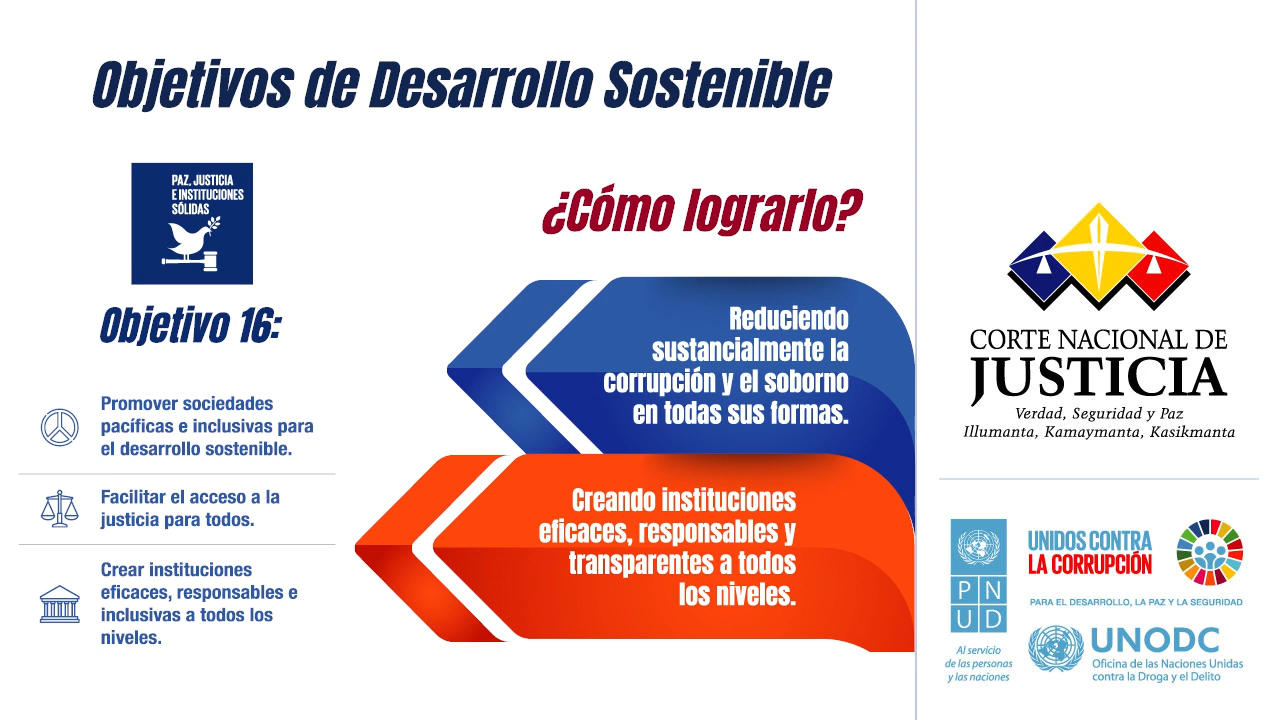 Objetivos de Desarrollo Sostenible
PAZ, JUSTICIA
E INSTITUCIONES
SÓLIDAS
Objetivo 16:
Promover sociedades
pacíficas e inclusivas para
el desarrollo sostenible.
Facilitar el acceso a la
justicia para todos.
Crear instituciones
eficaces, responsables e
inclusivas a todos los
niveles.
¿Cómo lograrlo?
Reduciendo
sustancialmente la
corrupción y el soborno
en todas sus formas.
Creando instituciones
eficaces, responsables y
transparentes a todos
los niveles.
CORTE NACIONAL DE
JUSTICIA
Verdad, Seguridad y Paz
Illumanta, Kamaymanta, Kasikmanta
P N
U D
Al servicio
de las personas
y las naciones
UNIDOS CONTRA
LA CORRUPCIÓN
PARA EL DESARROLLO, LA PAZ Y LA SEGURIDAD
UNODC
Oficina de las Naciones Unidas
contra la Droga y el Delito